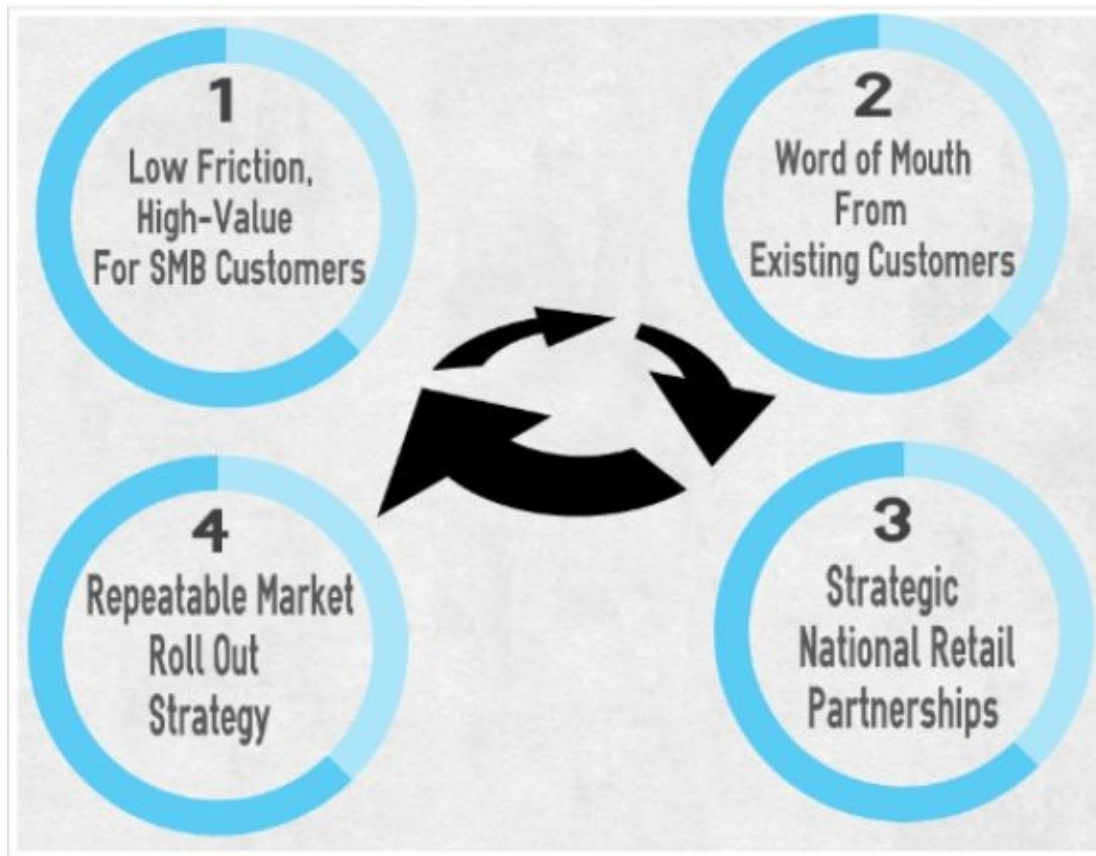 1
Low Friction,
High-Value
For SMB Customers
2
Word of Mouth
From
Existing Customers
3
Strategic
National Retail
Partnerships
4
Repeatable Market
Roll Out
Strategy